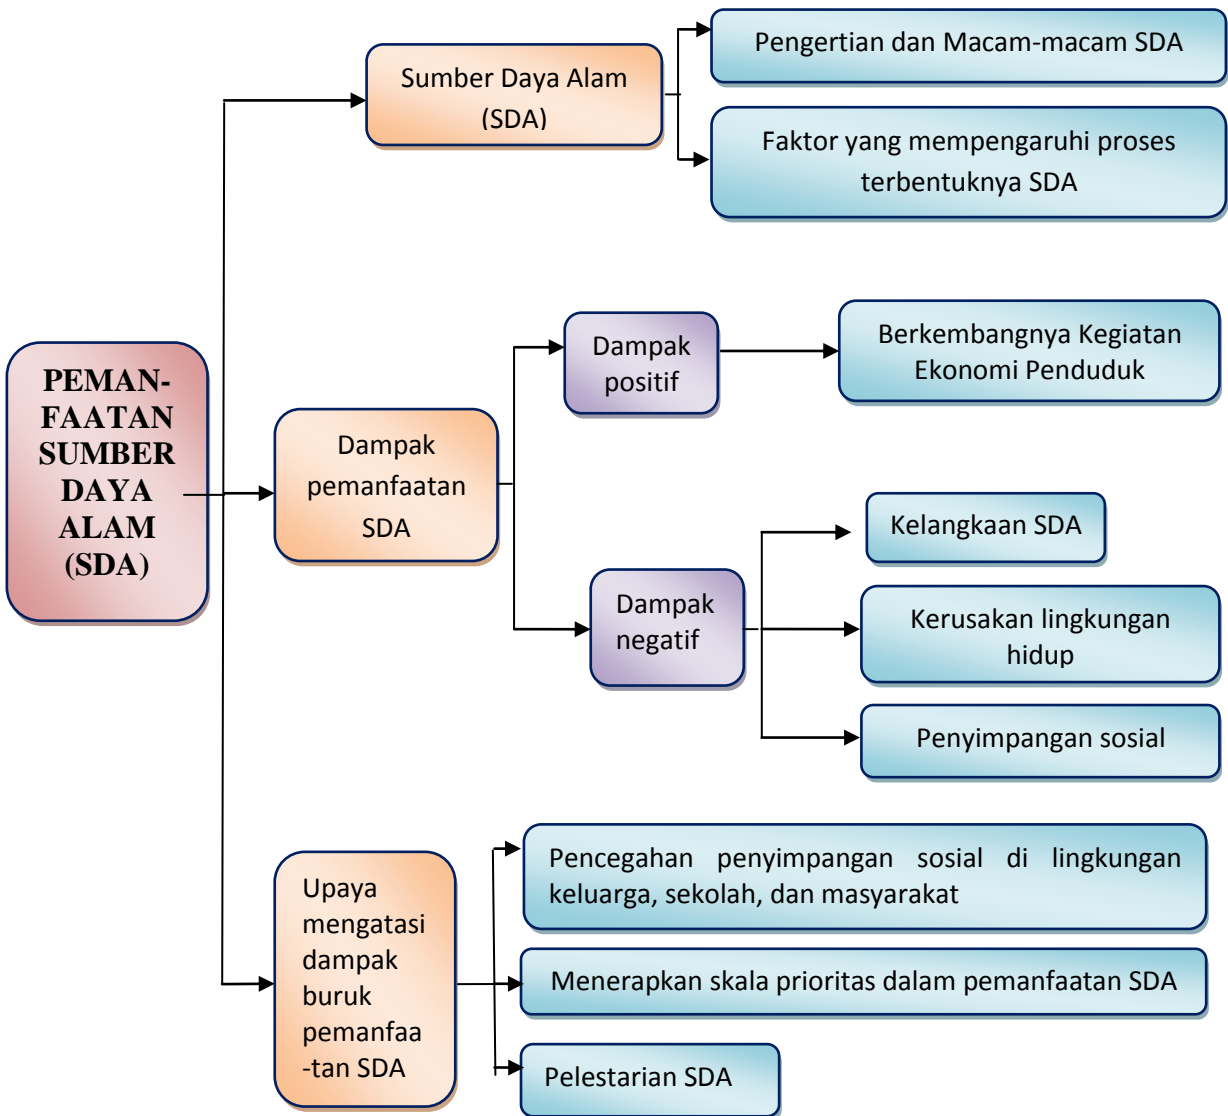 PEMAN-
FAATAN
SUMBER
DAYA
ALAM
(SDA)
Sumber Daya Alam
(SDA)
Pengertian dan Macam-macam SDA
Faktor yang mempengaruhi proses
terbentuknya SDA
Dampak
pemanfaatan
SDA
Dampak
positif
Berkembangnya Kegiatan
Ekonomi Penduduk
Dampak
negatif
Kelangkaan SDA
Kerusakan lingkungan
hidup
Penyimpangan sosial
Upaya
mengatasi
dampak
buruk
pemanfaa
-tan SDA
Pencegahan penyimpangan sosial di lingkungan
keluarga, sekolah, dan masyarakat
Menerapkan skala prioritas dalam pemanfaatan SDA
Pelestarian SDA